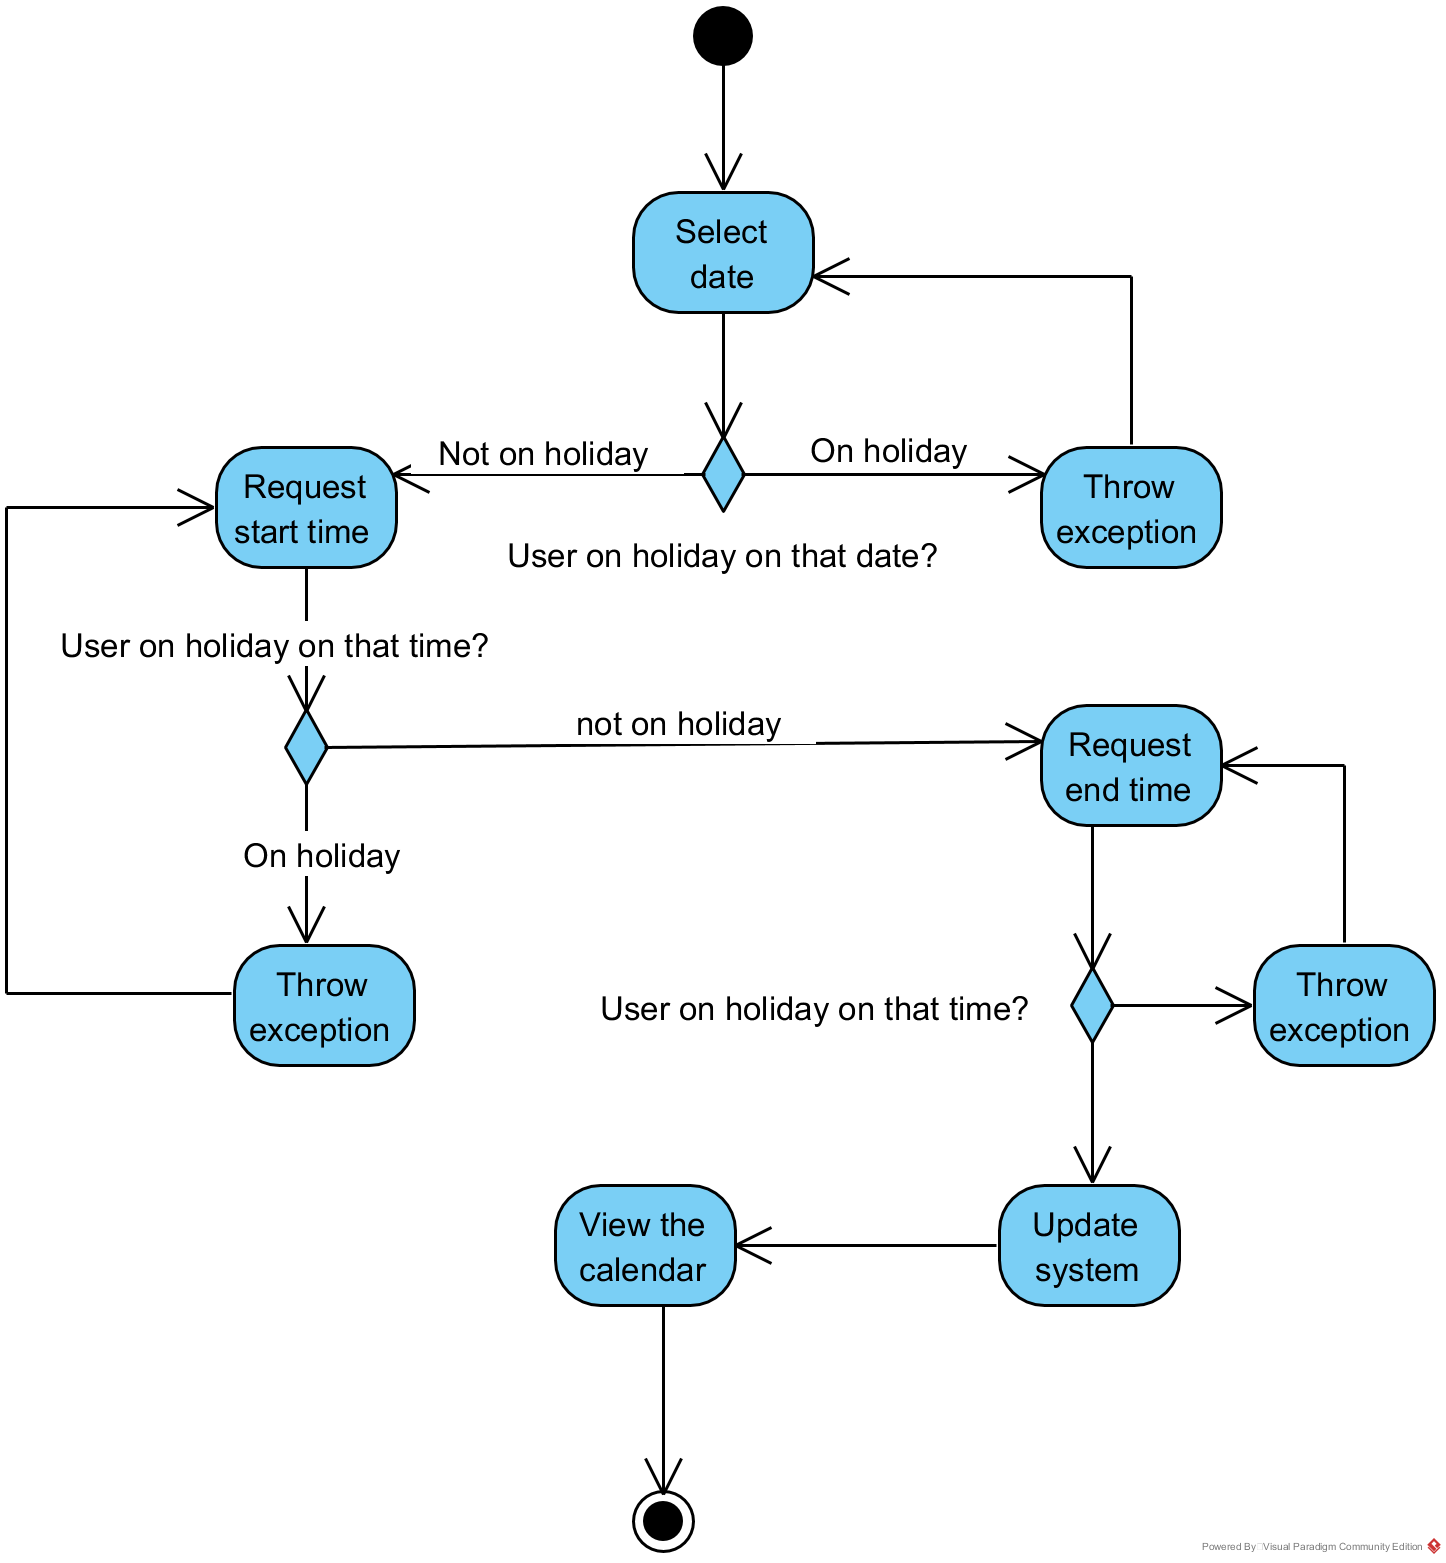 Select
date
Not on holiday
On holiday
Request
start time
Throw
exception
User on holiday on that date?
User on holiday on that time?
not on holiday
Request
end time
On holiday
Throw
exception
User on holiday on that time?
Throw
exception
View the
calendar
Update
system
Powered By Visual Paradigm Community Edition